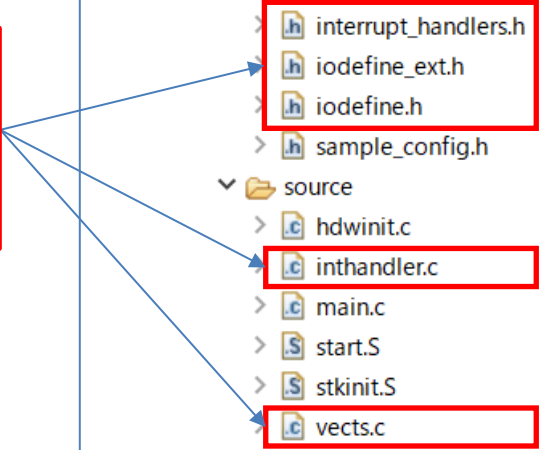 interrupt_handlers.h
iodefine_ext.h
iodefine.h
sample_config.h
source
hdwinit.c
inthandler.c
main.c
start.S
stkinit.S
vects.c